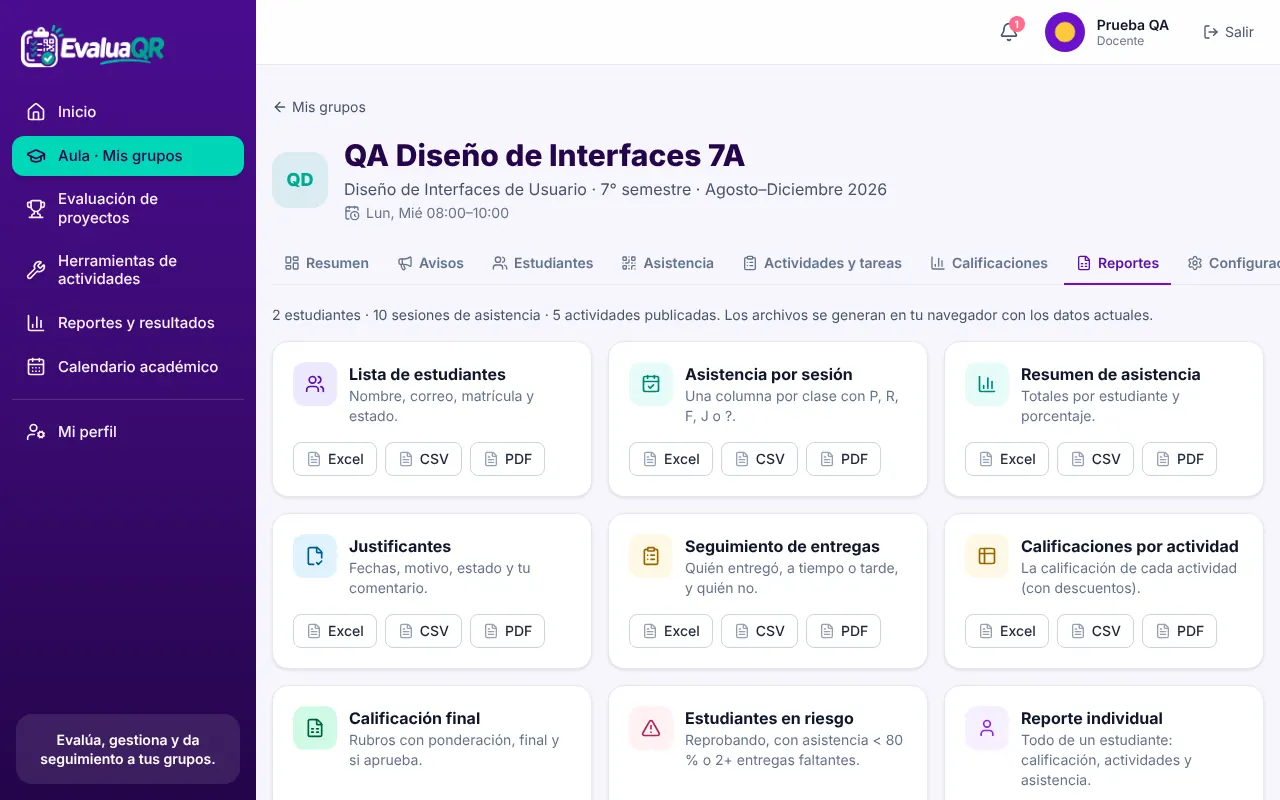 EvaluaQR
Inicio
Aula · Mis grupos
Evaluación de
proyectos
Herramientas de
actividades
Reportes y resultados
Calendario académico
Mi perfil
Evalúa, gestiona y da
seguimiento a tus grupos.
1
Prueba QA
Docente
Salir
Mis grupos
QD
QA Diseño de Interfaces 7A
Diseño de Interfaces de Usuario · 7° semestre · Agosto–Diciembre 2026
Lun, Mié 08:00–10:00
Resumen Avisos Estudiantes Asistencia Actividades y tareas Calificaciones Reportes Configurac
2 estudiantes · 10 sesiones de asistencia · 5 actividades publicadas. Los archivos se generan en tu navegador con los datos actuales.
Lista de estudiantes
Nombre, correo, matrícula y
estado.
Excel CSV PDF
Asistencia por sesión
Una columna por clase con P, R,
F, J o ?.
Excel CSV PDF
Resumen de asistencia
Totales por estudiante y
porcentaje.
Excel CSV PDF
Justificantes
Fechas, motivo, estado y tu
comentario.
Excel CSV PDF
Seguimiento de entregas
Quién entregó, a tiempo o tarde,
y quién no.
Excel CSV PDF
Calificaciones por actividad
La calificación de cada actividad
(con descuentos).
Excel CSV PDF
Calificación final
Rubros con ponderación, final y
si aprueba.
Estudiantes en riesgo
Reprobando, con asistencia < 80
% o 2+ entregas faltantes.
Reporte individual
Todo de un estudiante:
calificación, actividades y
asistencia.